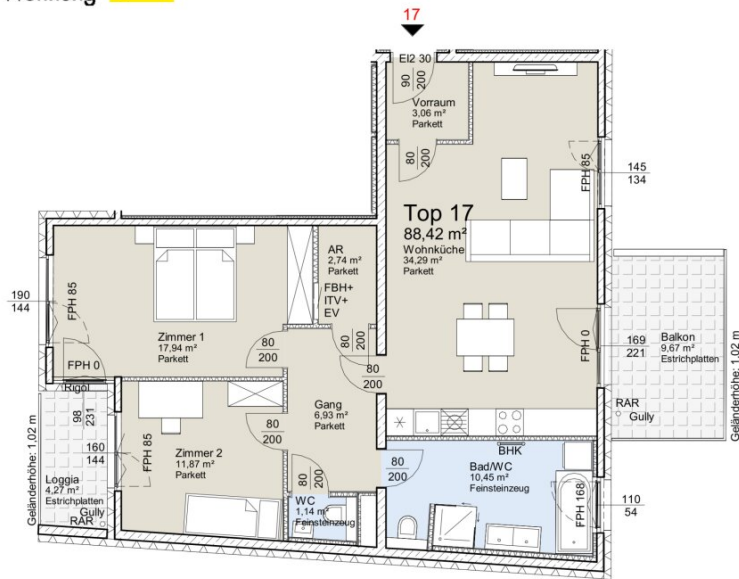 Wohnung
17
EI2 30
90
200
Vorraum
3,06 m²
Parkett
80
200
FPH 85
145
134
Top 17
88,42 m²
Wohnküche
34,29 m²
Parkett
AR
2,74 m²
Parkett
FBH+
ITV+
EV
190
144
FPH 85
Zimmer 1
17,94 m²
Parkett
80
200
80
200
80
200
FPH 0
169
221
Balkon
9,67 m²
Estrichplatten
Geländerhöhe: 1,02 m
RAR
Gully
FPH 0
Rigol
98
231
Gang
6,93 m²
Parkett
80
200
Zimmer 2
11,87 m²
Parkett
160
144
FPH 85
Geländerhöhe: 1,02 m
Loggia
4,27 m²
Estrichplatten
Gully
RAR
80
200
WC
1,14 m²
Feinsteinzeug
80
200
BHK
Bad/WC
10,45 m²
Feinsteinzeug
FPH 168
110
54